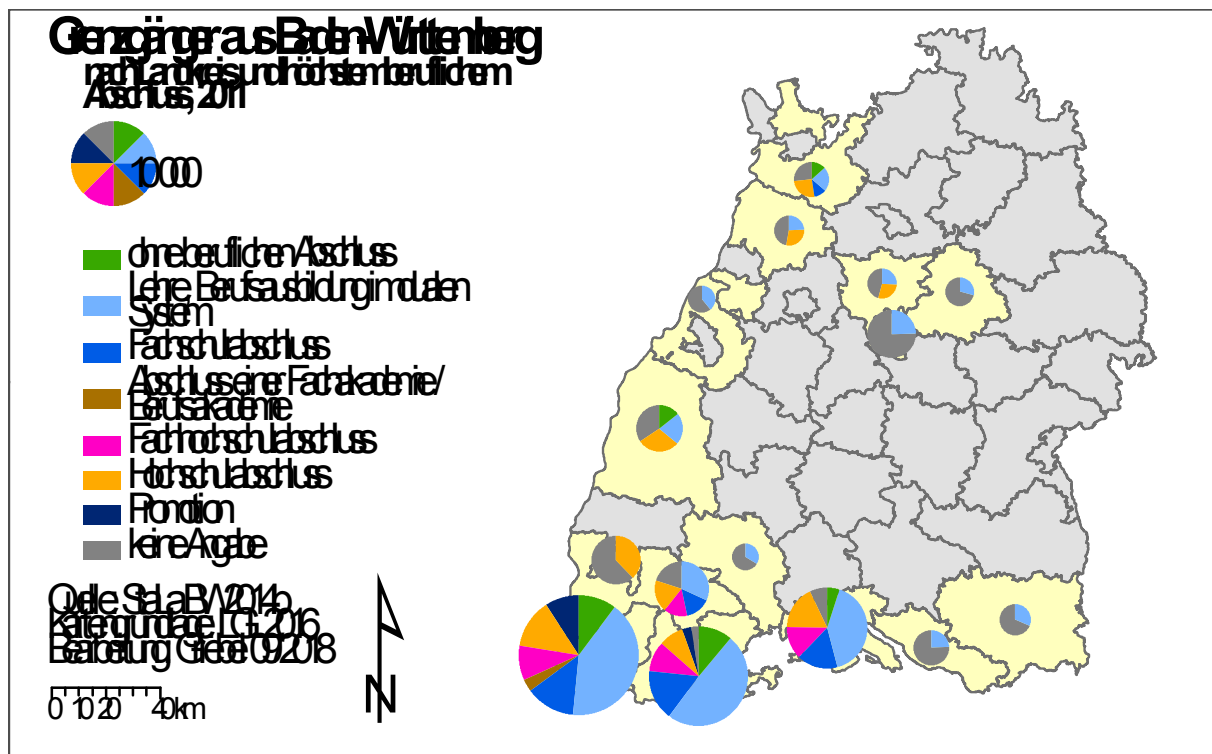 Grenzgänger aus Baden-Württemberg
nach Landkreis und höchstem beruflichem
Abschluss, 2011
10000
ohne beruflichen Abschluss
Lehre, Berufsausbildung im dualen
System
Fachschulabschluss
Abschluss einer Fachakademie/
Berufsakademie
Fachhochschulabschluss
Hochschulabschluss
Promotion
keine Angabe
Quelle: StaLa BW 2014b
Kartengrundlage: LGL 2016
Bearbeitung:
0 10 20 40 km
N